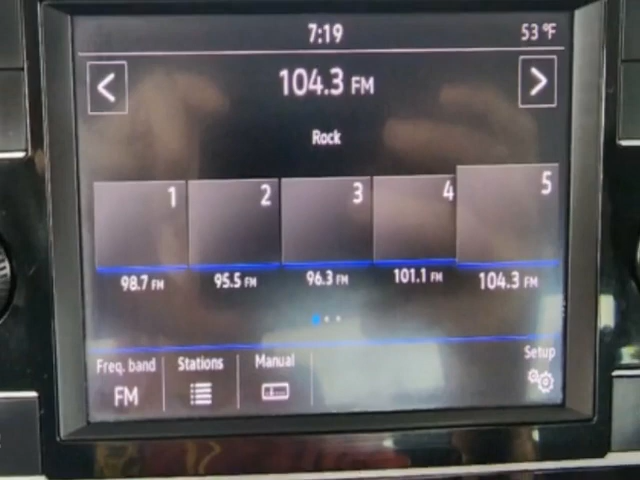 7:19 53°F
104.3 FM
Rock
1 2 3 4 5
98.7 FM 95.5 FM 96.3 FM 101.1 FM 104.3 FM
Freq. band Stations Manual Setup
FM